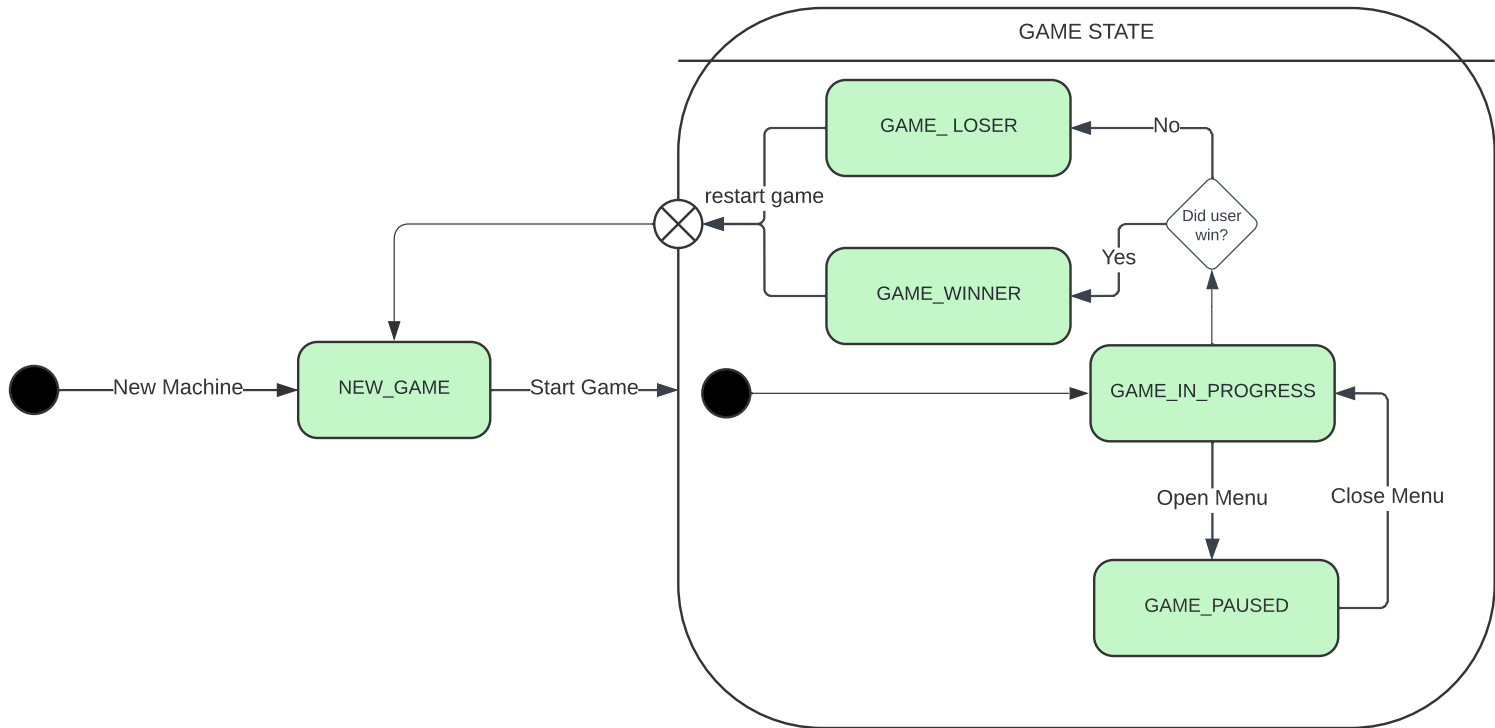 GAME STATE
GAME_ LOSER
No
restart game
Did user
win?
Yes
GAME_WINNER
New Machine
NEW_GAME
Start Game
GAME_IN_PROGRESS
Open Menu
Close Menu
GAME_PAUSED